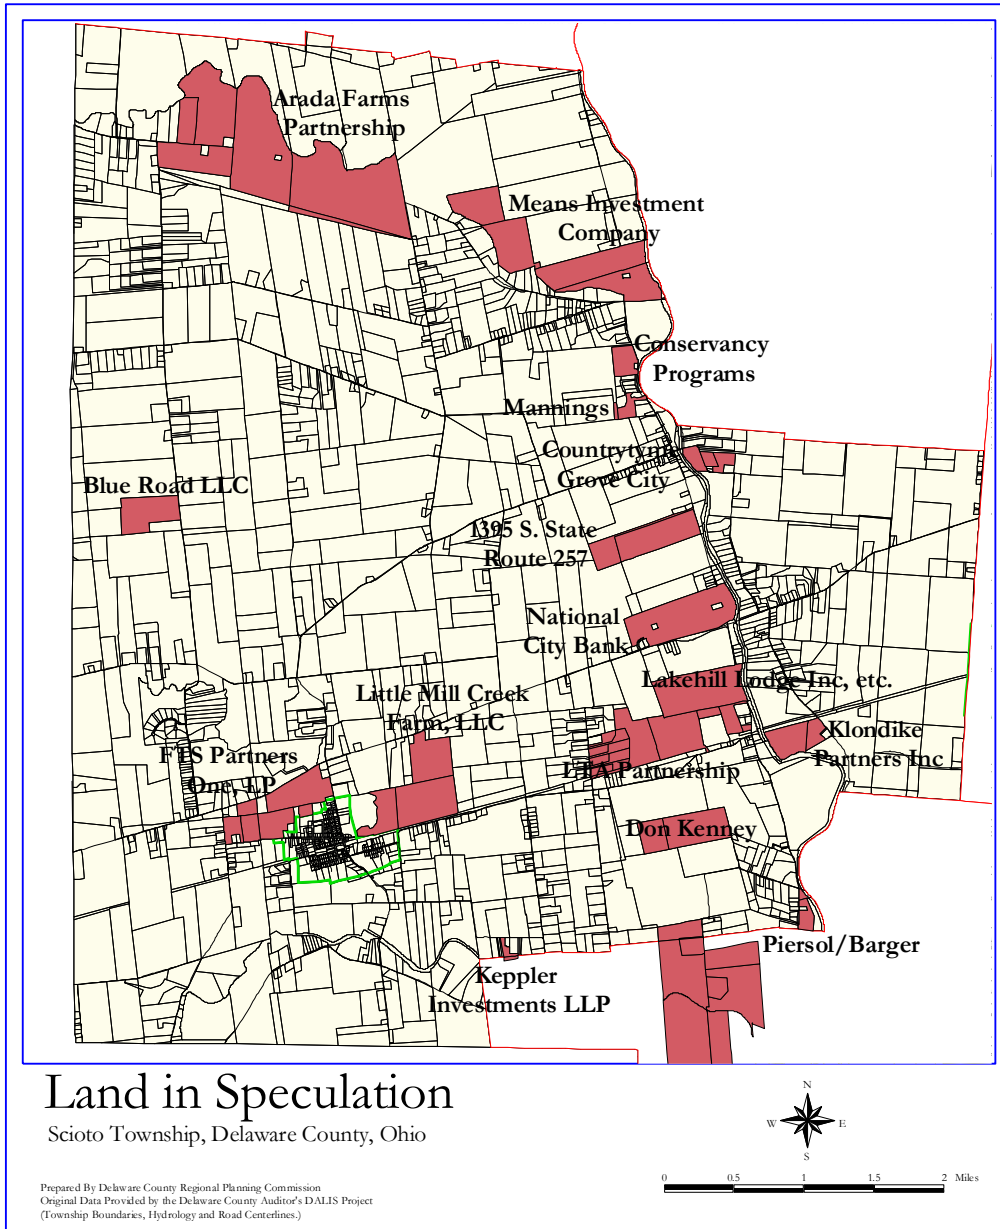 Arada Farms
Partnership
Means Investment
Company
Conservancy
Programs
Mannings
Countrytyme
Grove City
Blue Road LLC
1395 S. State
Route 257
National
City Bank
Lakehill Lodge Inc, etc.
Little Mill Creek
Farm, LLC
Klondike
Partners Inc
FTS Partners
One, LP
LTA Partnership
Don Kenney
Piersol/Barger
Keppler
Investments LLP
Land in Speculation
Scioto Township, Delaware County, Ohio
N
W
E
S
0
0.5
1
1.5
2 Miles
Prepared By Delaware County Regional Planning Commission
Original Data Provided by the Delaware County Auditor's DALIS Project
(Township Boundaries, Hydrology and Road Centerlines.)